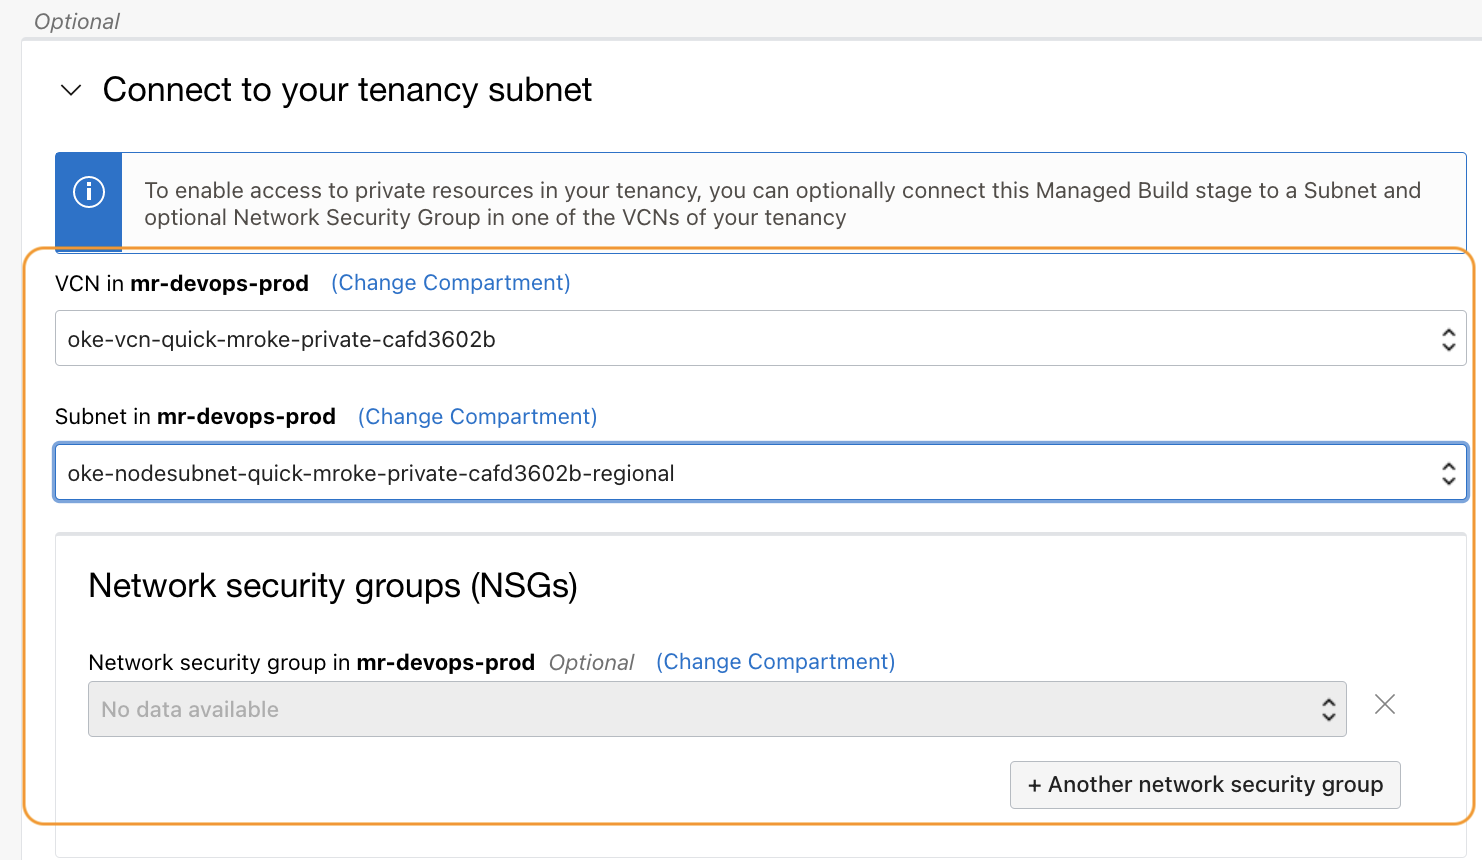 Optional
Connect to your tenancy subnet
To enable access to private resources in your tenancy, you can optionally connect this Managed Build stage to a Subnet and
optional Network Security Group in one of the VCNs of your tenancy
VCN in mr-devops-prod (Change Compartment)
oke-vcn-quick-mroke-private-cafd3602b
Subnet in mr-devops-prod (Change Compartment)
oke-nodesubnet-quick-mroke-private-cafd3602b-regional
Network security groups (NSGs)
Network security group in mr-devops-prod Optional (Change Compartment)
No data available
+ Another network security group